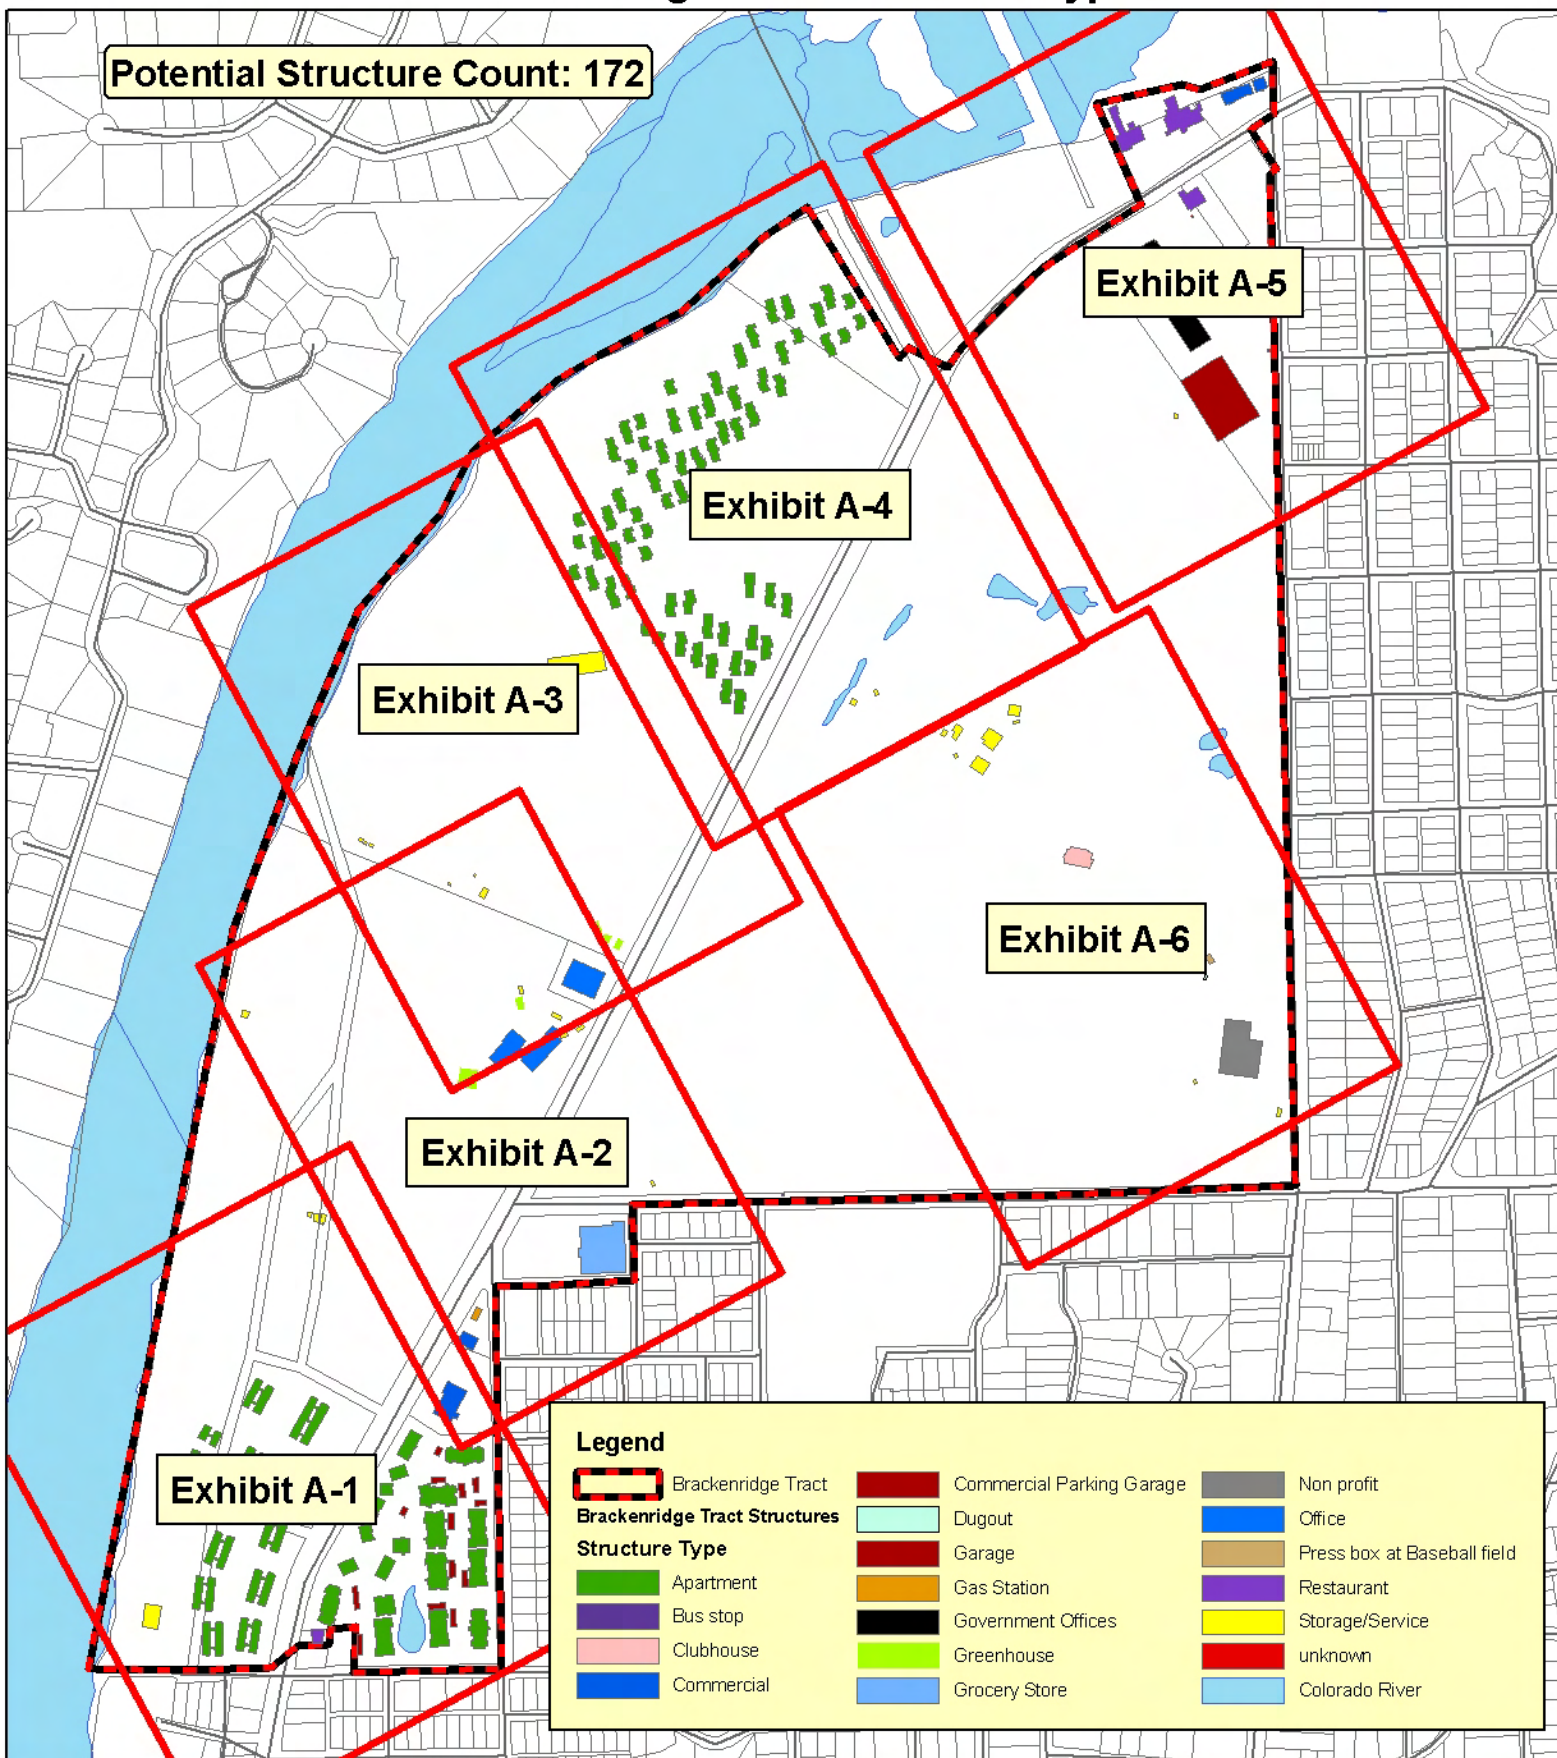 Potential Structure Count: 172
Exhibit A-5
Exhibit A-4
Exhibit A-3
Exhibit A-6
Exhibit A-2
Exhibit A-1
Legend
Brackenridge Tract
Brackenridge Tract Structures
Structure Type
Apartment
Bus stop
Clubhouse
Commercial
Commercial Parking Garage
Dugout
Garage
Gas Station
Government Offices
Greenhouse
Grocery Store
Non profit
Office
Press box at Baseball field
Restaurant
Storage/Service
unknown
Colorado River